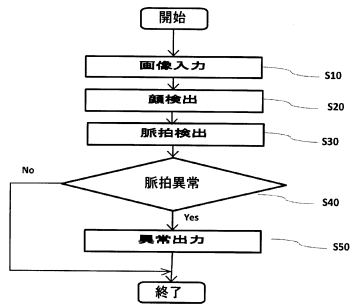 開始
画像入力
S10
顔検出
S20
脈拍検出
S30
No
脈拍異常
S40
Yes
異常出力
S50
終了